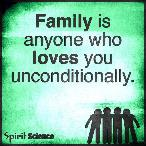 Family is
anyone who
loves you
unconditionally.
Spirit Science